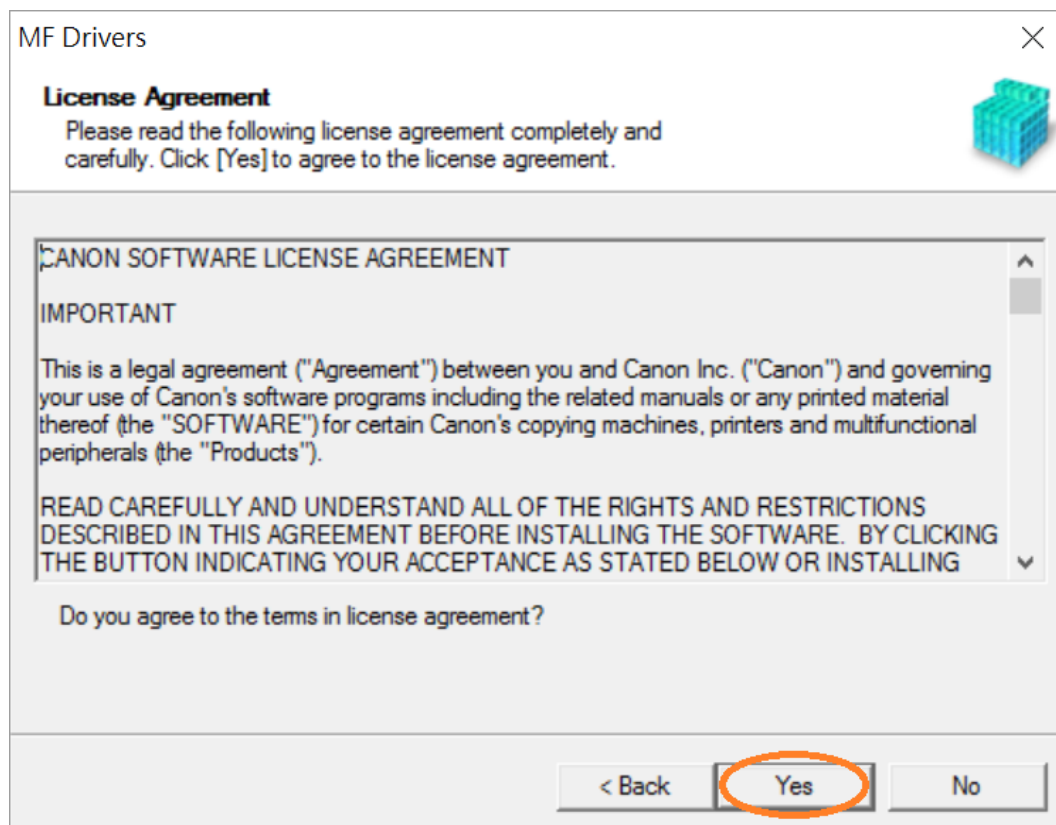 MF Drivers
License Agreement
Please read the following license agreement completely and
carefully. Click [Yes] to agree to the license agreement.
CANON SOFTWARE LICENSE AGREEMENT
IMPORTANT
This is a legal agreement ("Agreement") between you and Canon Inc. ("Canon") and governing
your use of Canon's software programs including the related manuals or any printed material
thereof (the "SOFTWARE") for certain Canon's copying machines, printers and multifunctional
peripherals (the "Products").
READ CAREFULLY AND UNDERSTAND ALL OF THE RIGHTS AND RESTRICTIONS
DESCRIBED IN THIS AGREEMENT BEFORE INSTALLING THE SOFTWARE.  BY CLICKING
THE BUTTON INDICATING YOUR ACCEPTANCE AS STATED BELOW OR INSTALLING
Do you agree to the terms in license agreement?
< Back
Yes
No